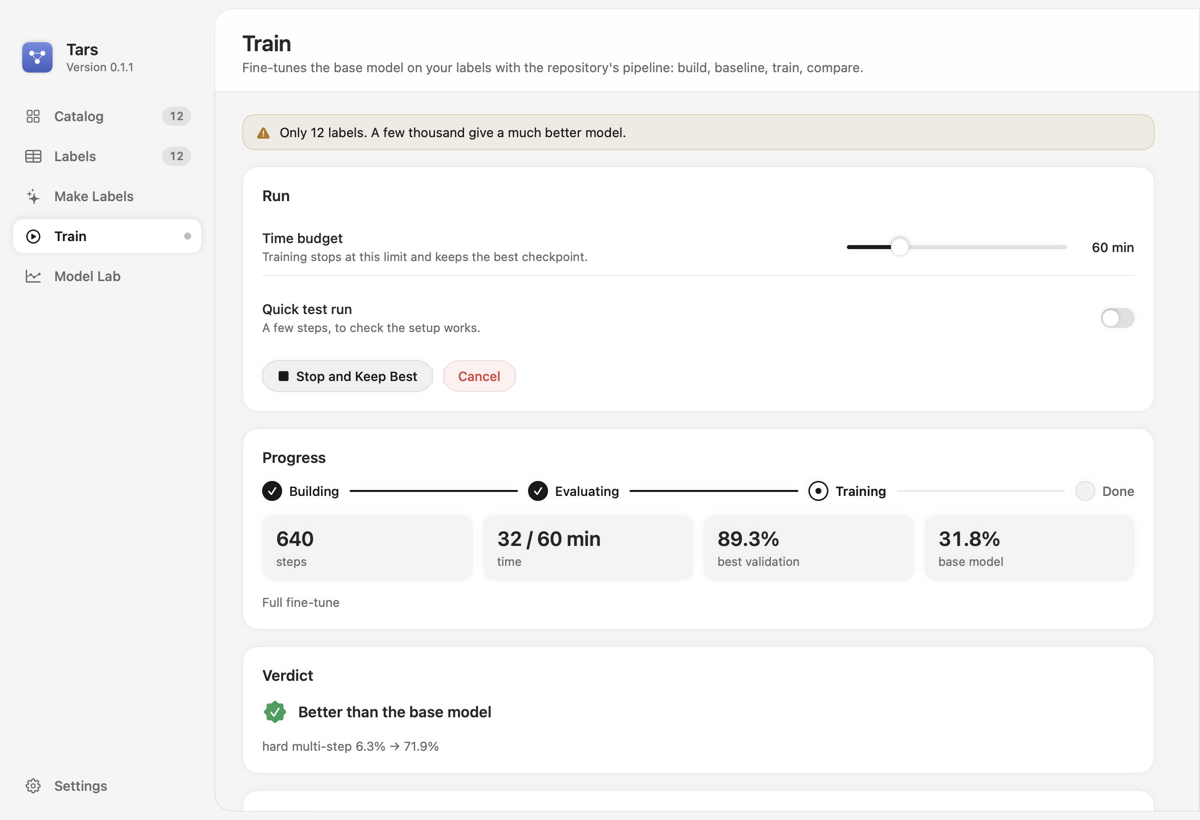 Tars
Version 0.1.1
Catalog 12
Labels 12
Make Labels
Train
Model Lab
Settings
Train
Fine-tunes the base model on your labels with the repository's pipeline: build, baseline, train, compare.
Only 12 labels. A few thousand give a much better model.
Run
Time budget
Training stops at this limit and keeps the best checkpoint.
60 min
Quick test run
A few steps, to check the setup works.
Stop and Keep Best
Cancel
Progress
Building
Evaluating
Training
Done
640
steps
32 / 60 min
time
89.3%
best validation
31.8%
base model
Full fine-tune
Verdict
Better than the base model
hard multi-step 6.3% → 71.9%